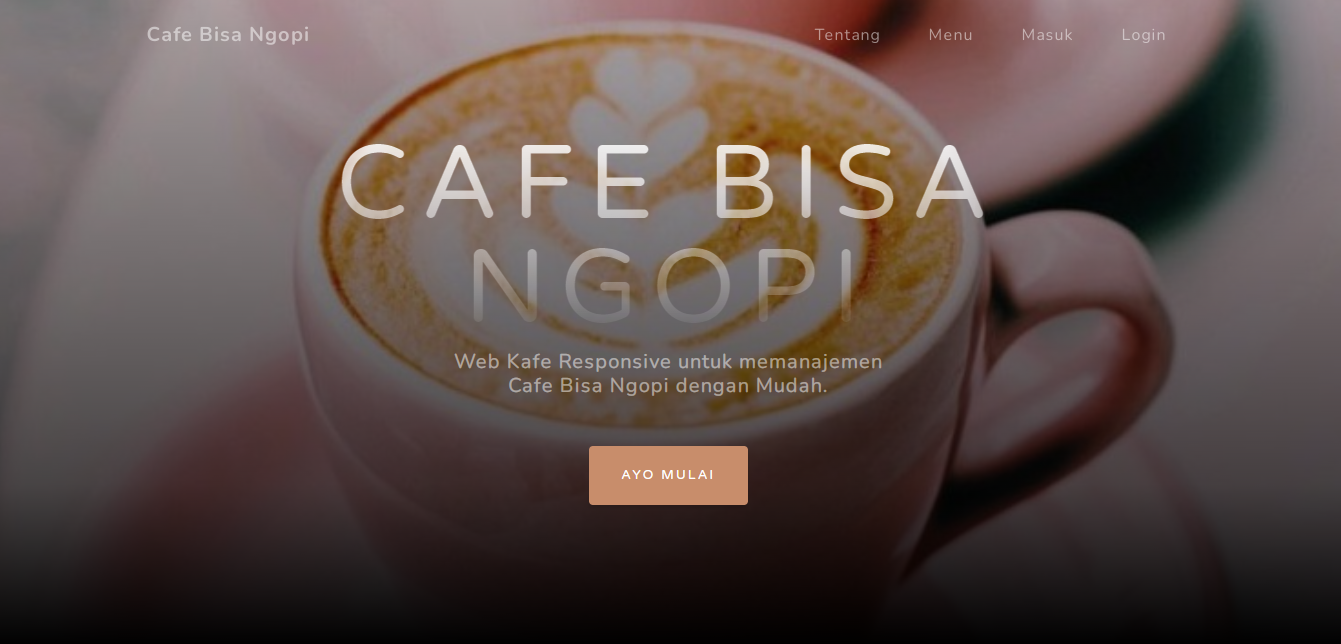 Cafe Bisa Ngopi
Tentang Menu Masuk Login
CAFE BISA
NGOPI
Web Kafe Responsive untuk memanajemen
Cafe Bisa Ngopi dengan Mudah.
AYO MULAI